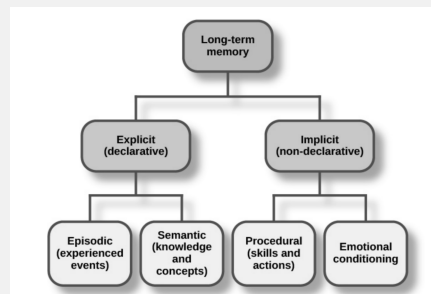 Long-term
memory
Explicit
(declarative)
Implicit
(non-declarative)
Episodic
(experienced
events)
Semantic
(knowledge
and
concepts)
Procedural
(skills and
actions)
Emotional
conditioning